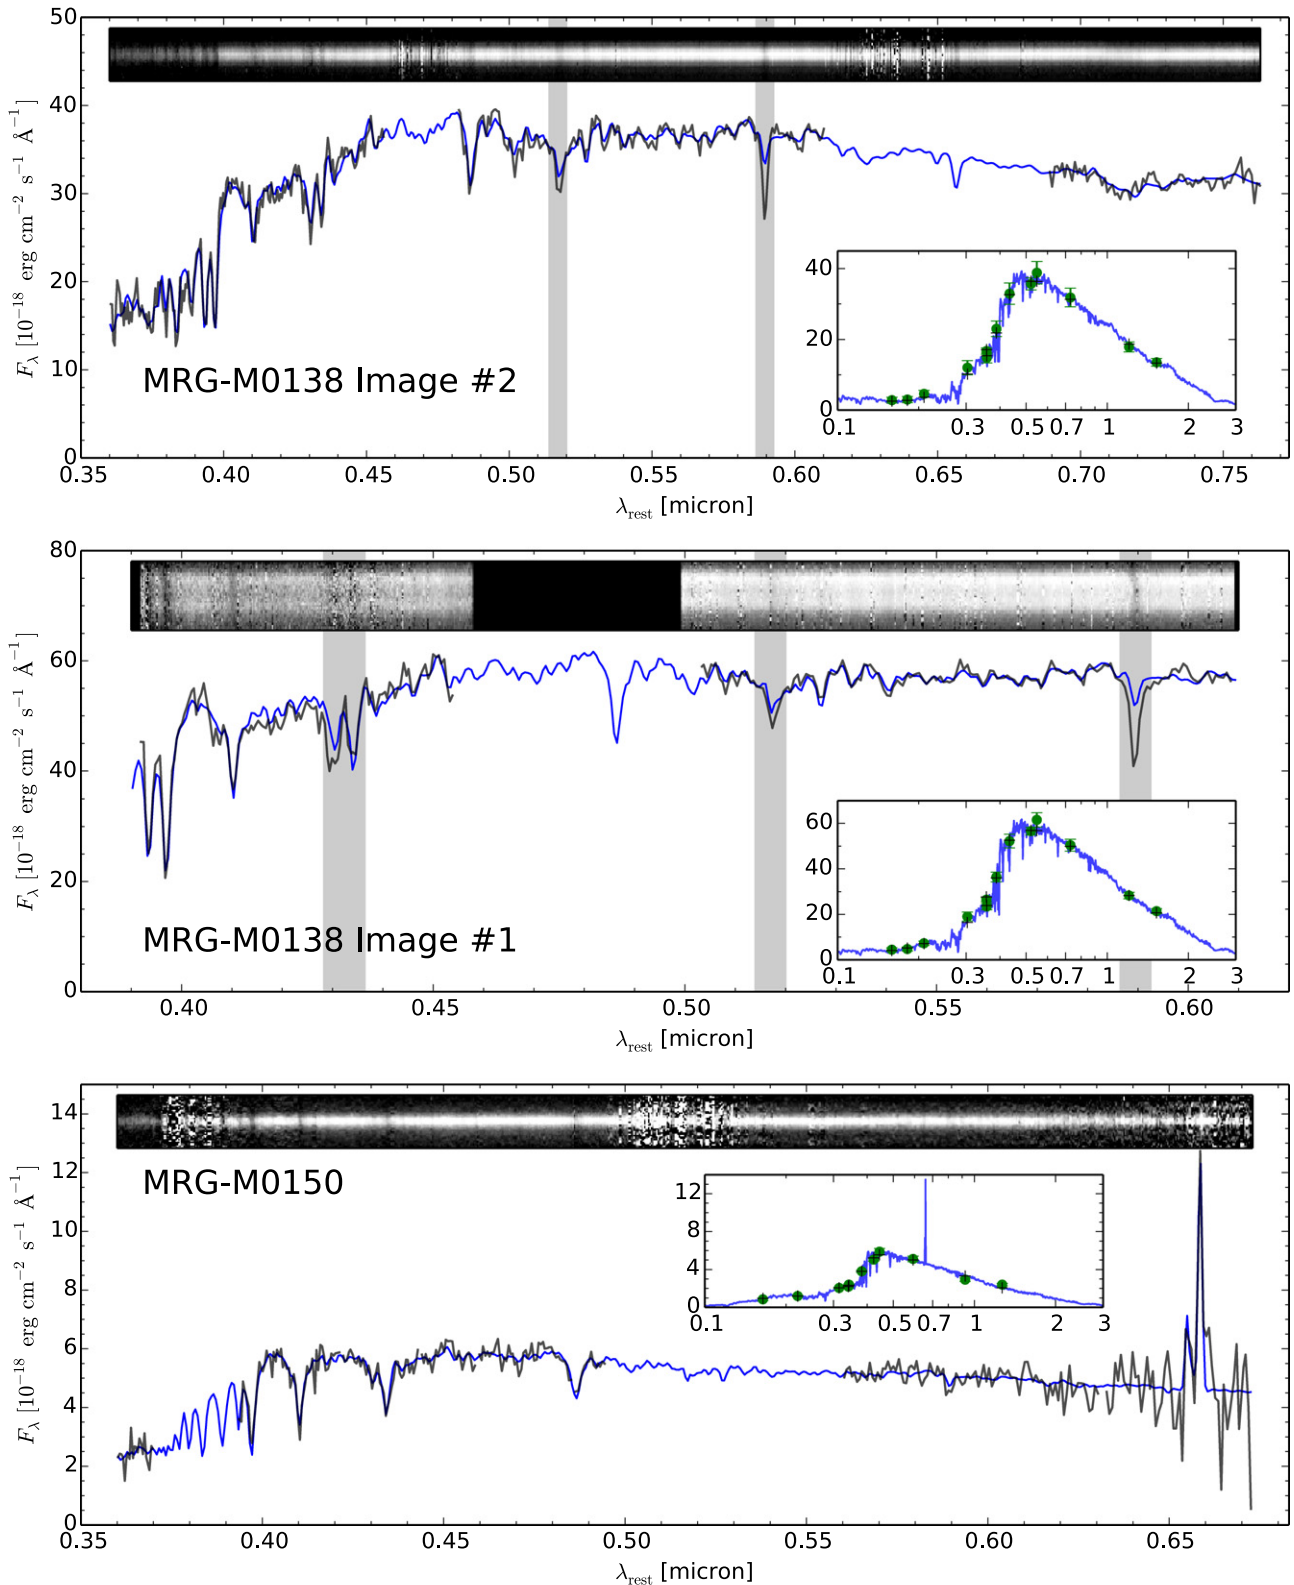 50
40
30
20
10
0
F_λ [10⁻¹⁸ erg cm⁻² s⁻¹ Å⁻¹]
MRG-M0138 Image #2
40
20
0
0.1 0.3 0.5 0.7 1 2 3
0.35 0.40 0.45 0.50 0.55 0.60 0.65 0.70 0.75
λ_rest [micron]
80
60
40
20
0
F_λ [10⁻¹⁸ erg cm⁻² s⁻¹ Å⁻¹]
MRG-M0138 Image #1
60
40
20
0
0.1 0.3 0.5 0.7 1 2 3
0.40 0.45 0.50 0.55 0.60
λ_rest [micron]
14
12
10
8
6
4
2
0
F_λ [10⁻¹⁸ erg cm⁻² s⁻¹ Å⁻¹]
MRG-M0150
12
8
4
0
0.1 0.3 0.5 0.7 1 2 3
0.35 0.40 0.45 0.50 0.55 0.60 0.65
λ_rest [micron]